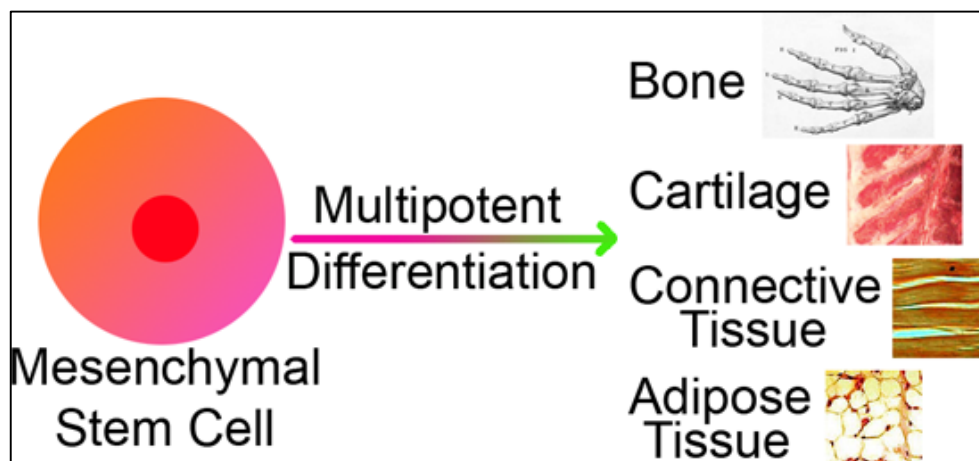 Mesenchymal
Stem Cell
Multipotent
Differentiation
Bone
Cartilage
Connective
Tissue
Adipose
Tissue